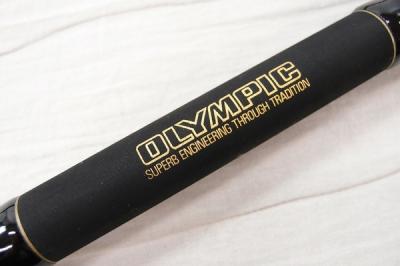 OLYMPIC
SUPERB ENGINEERING THROUGH TRADITION